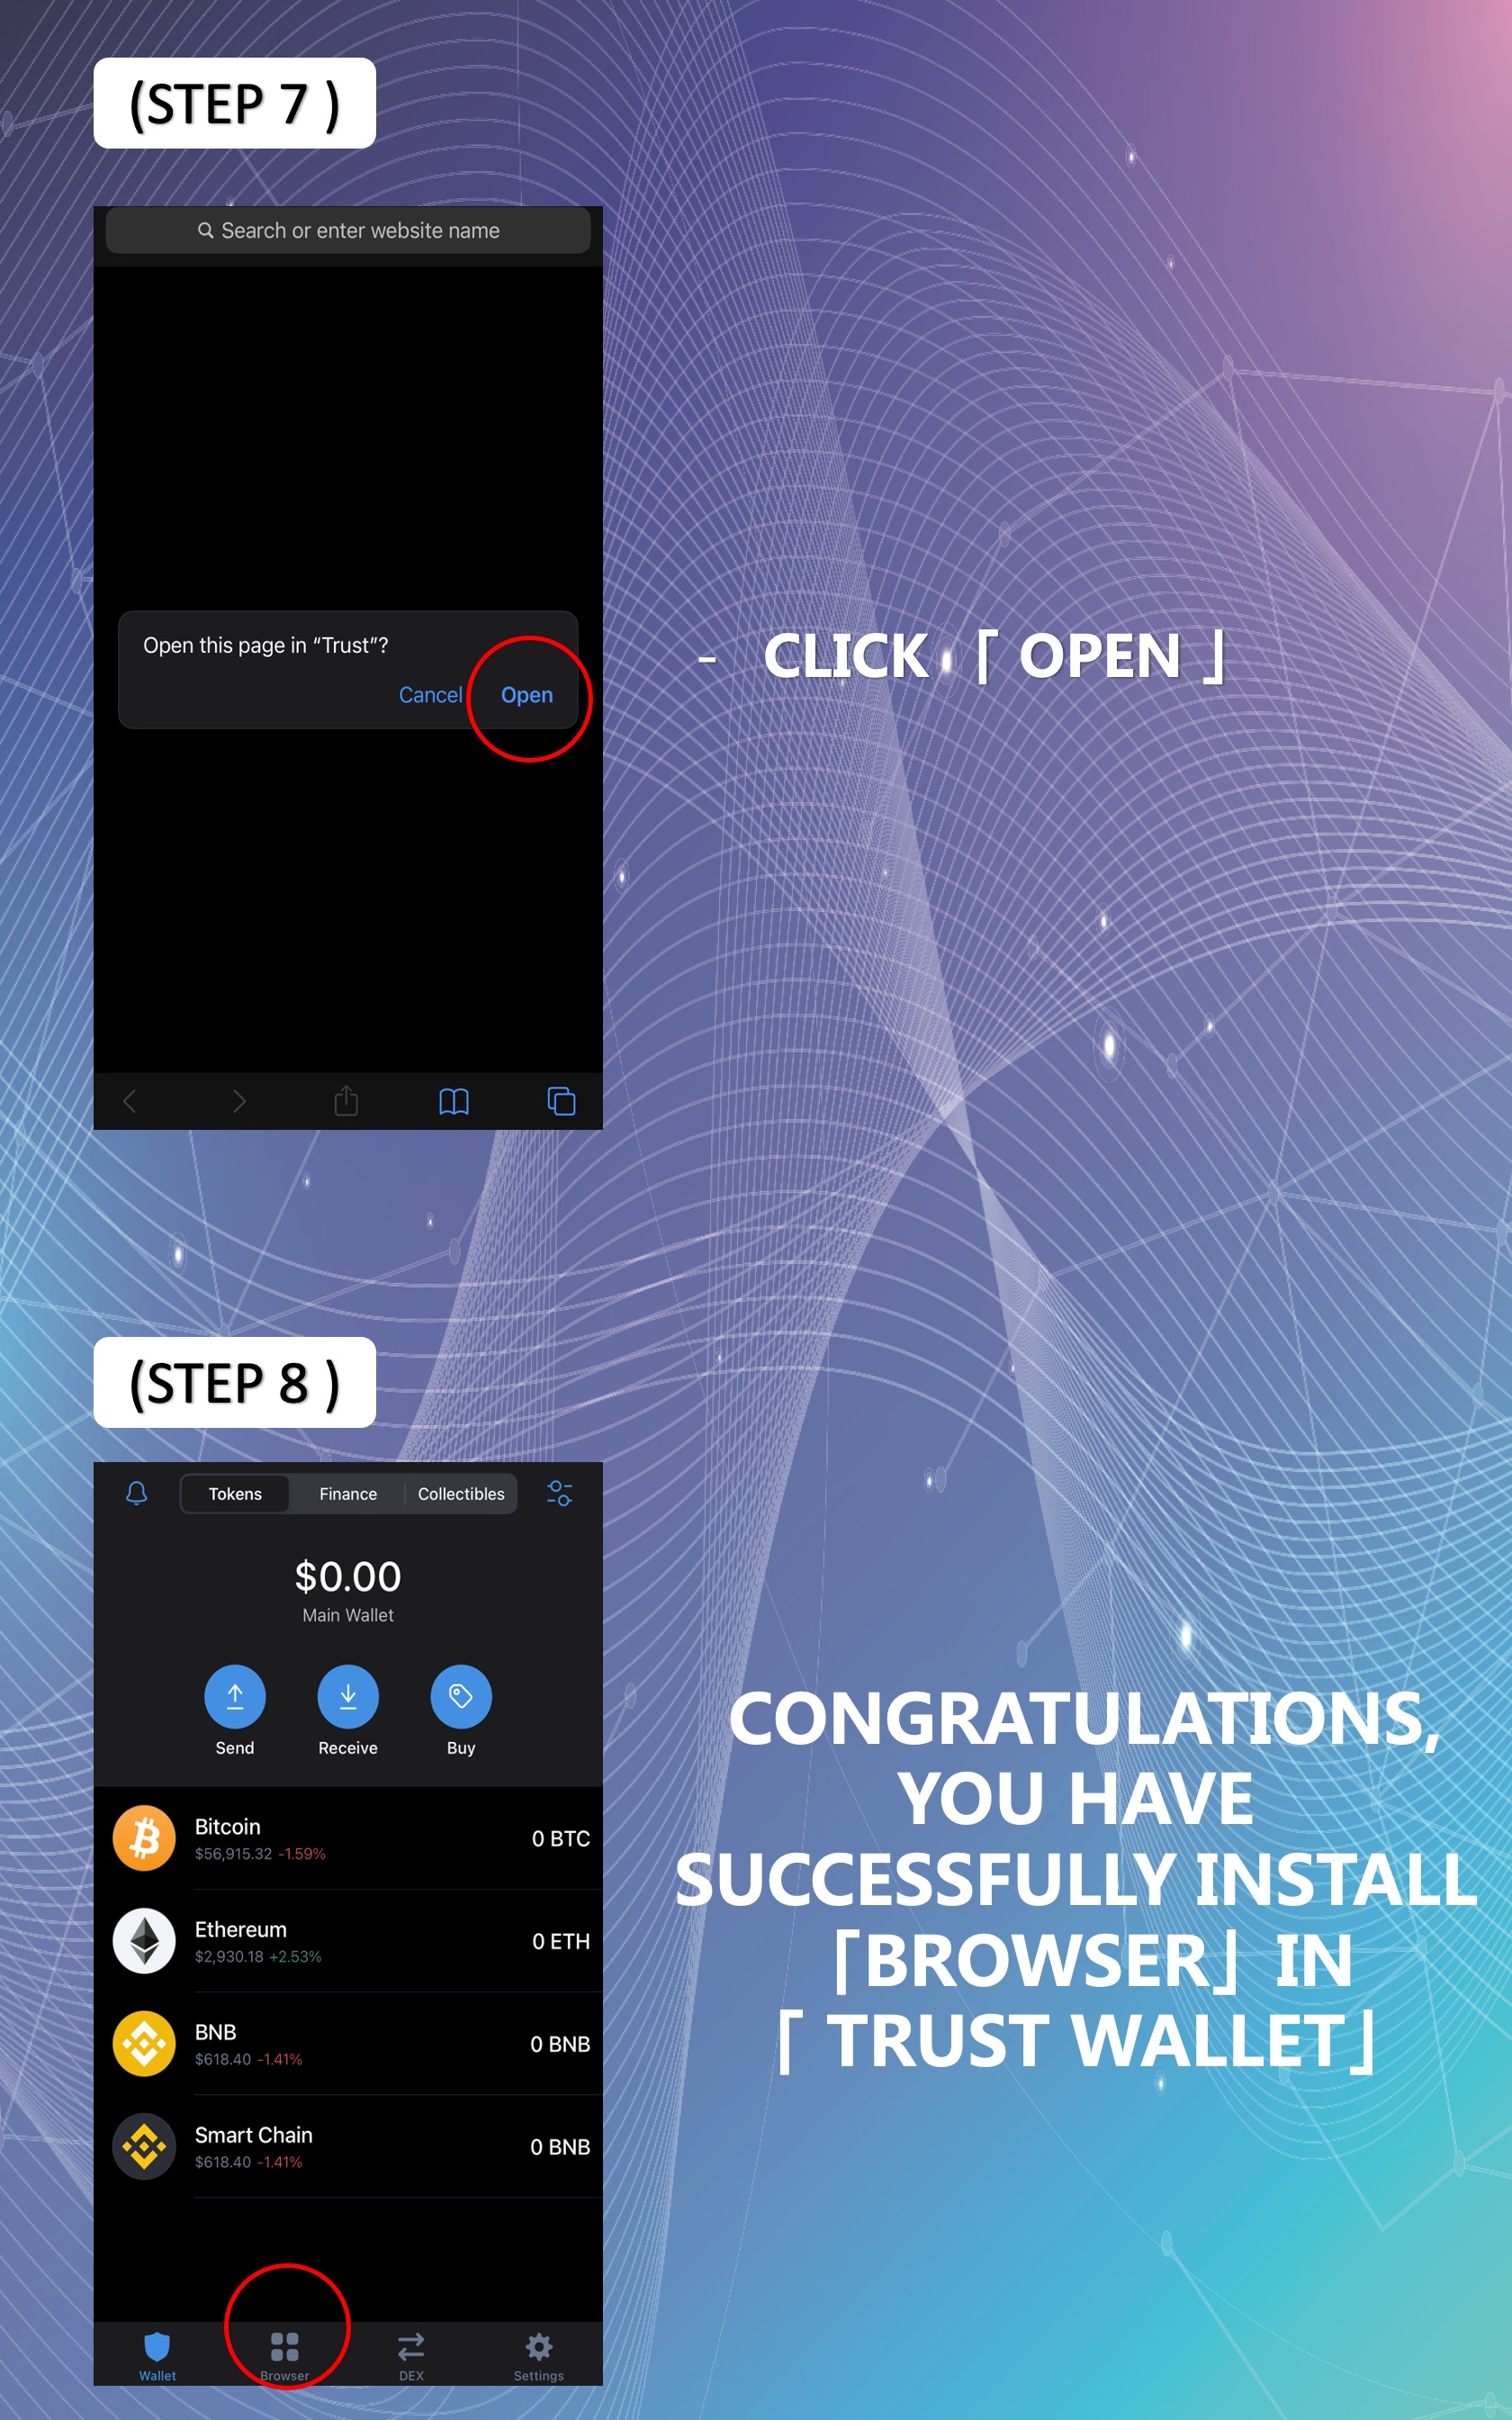 (STEP 7 )
Search or enter website name
Open this page in “Trust”?
Cancel Open
- CLICK 「 OPEN 」
(STEP 8 )
Tokens Finance Collectibles
$0.00
Main Wallet
Send Receive Buy
Bitcoin
$56,915.32 -1.59%
0 BTC
Ethereum
$2,930.18 +2.53%
0 ETH
BNB
$618.40 -1.41%
0 BNB
Smart Chain
$618.40 -1.41%
0 BNB
Wallet Browser DEX Settings
CONGRATULATIONS,
YOU HAVE
SUCCESSFULLY INSTALL
「BROWSER」 IN
「 TRUST WALLET」